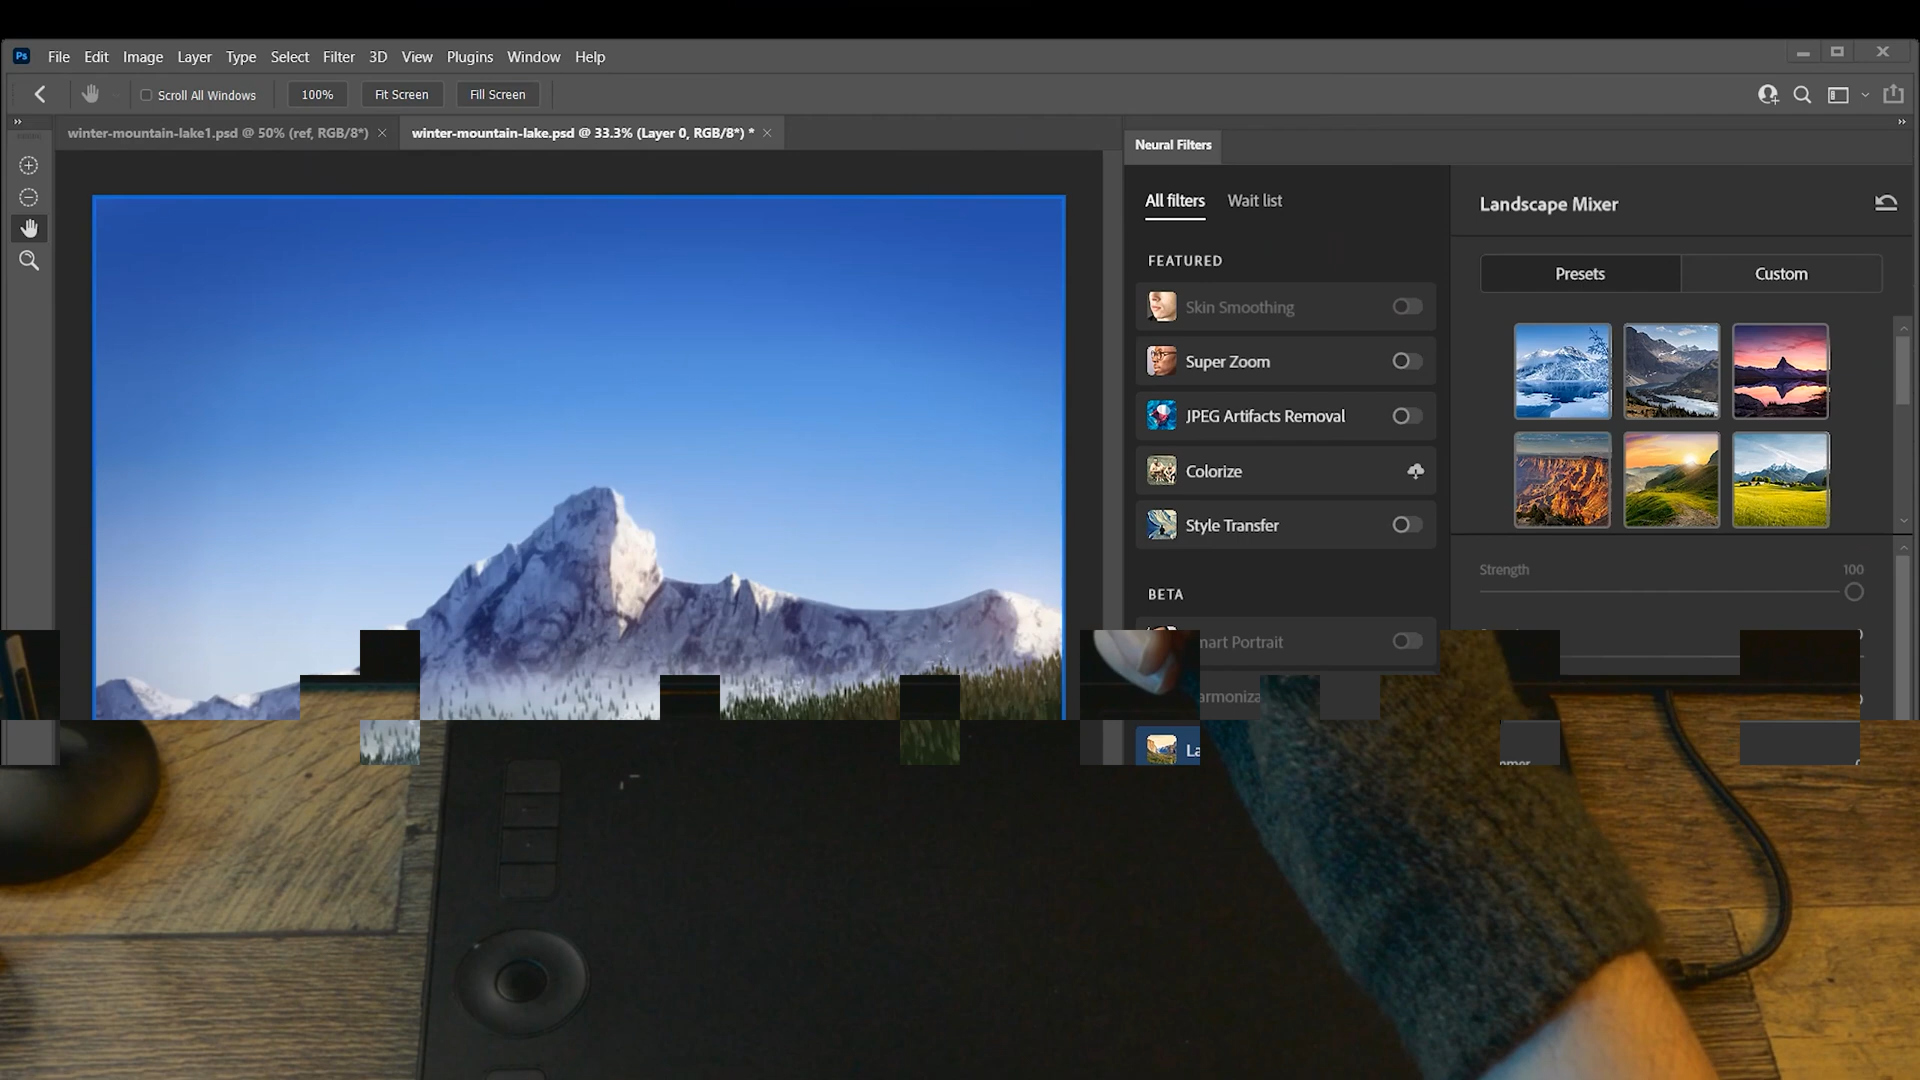 Ps File Edit Image Layer Type Select Filter 3D View Plugins Window Help
Scroll All Windows 100% Fit Screen Fill Screen
winter-mountain-lake1.psd @ 50% (ref, RGB/8*) × winter-mountain-lake.psd @ 33.3% (Layer 0, RGB/8*) * ×
Neural Filters
All filters Wait list
Landscape Mixer
FEATURED
Presets Custom
Skin Smoothing
Super Zoom
JPEG Artifacts Removal
Colorize
Style Transfer
Strength 100
BETA
mart Portrait
armoniza
La